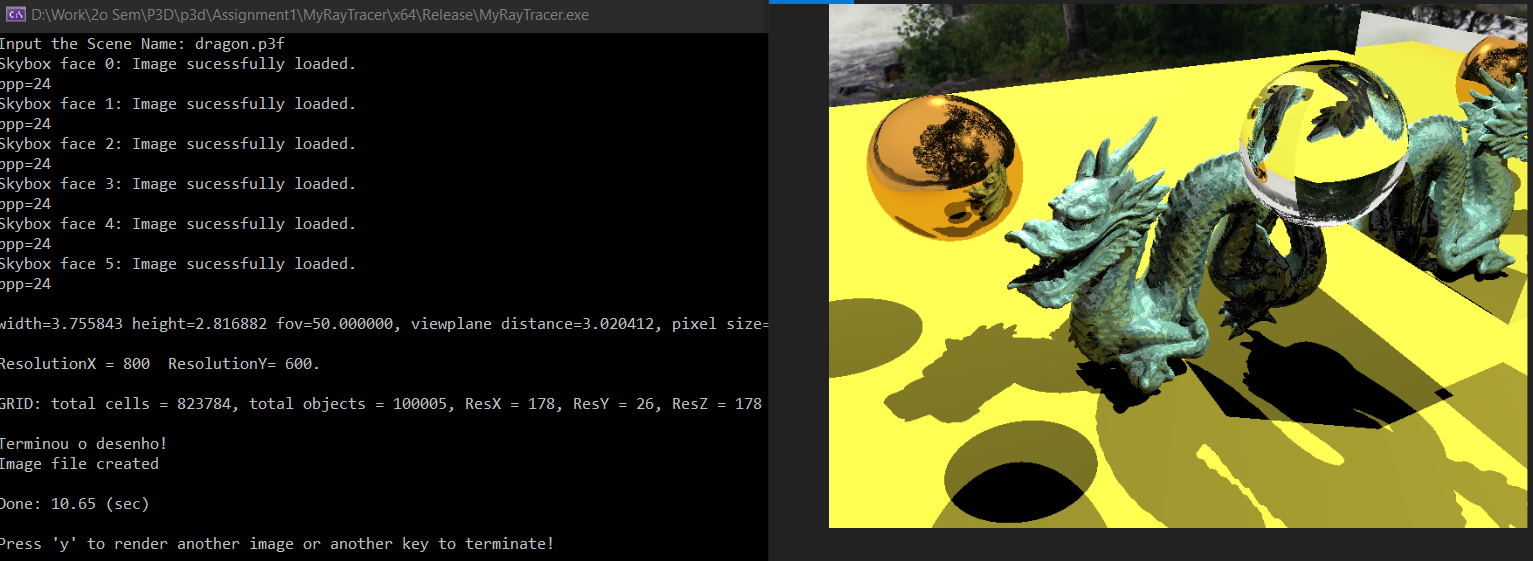 D:\Work\2o Sem\P3D\p3d\Assignment1\MyRayTracer\x64\Release\MyRayTracer.exe
Input the Scene Name: dragon.p3f
Skybox face 0: Image sucessfully loaded.
bpp=24
Skybox face 1: Image sucessfully loaded.
bpp=24
Skybox face 2: Image sucessfully loaded.
bpp=24
Skybox face 3: Image sucessfully loaded.
bpp=24
Skybox face 4: Image sucessfully loaded.
bpp=24
Skybox face 5: Image sucessfully loaded.
bpp=24
width=3.755843 height=2.816882 fov=50.000000, viewplane distance=3.020412, pixel size=
ResolutionX = 800  ResolutionY= 600.
GRID: total cells = 823784, total objects = 100005, ResX = 178, ResY = 26, ResZ = 178
Terminou o desenho!
Image file created
Done: 10.65 (sec)
Press 'y' to render another image or another key to terminate!